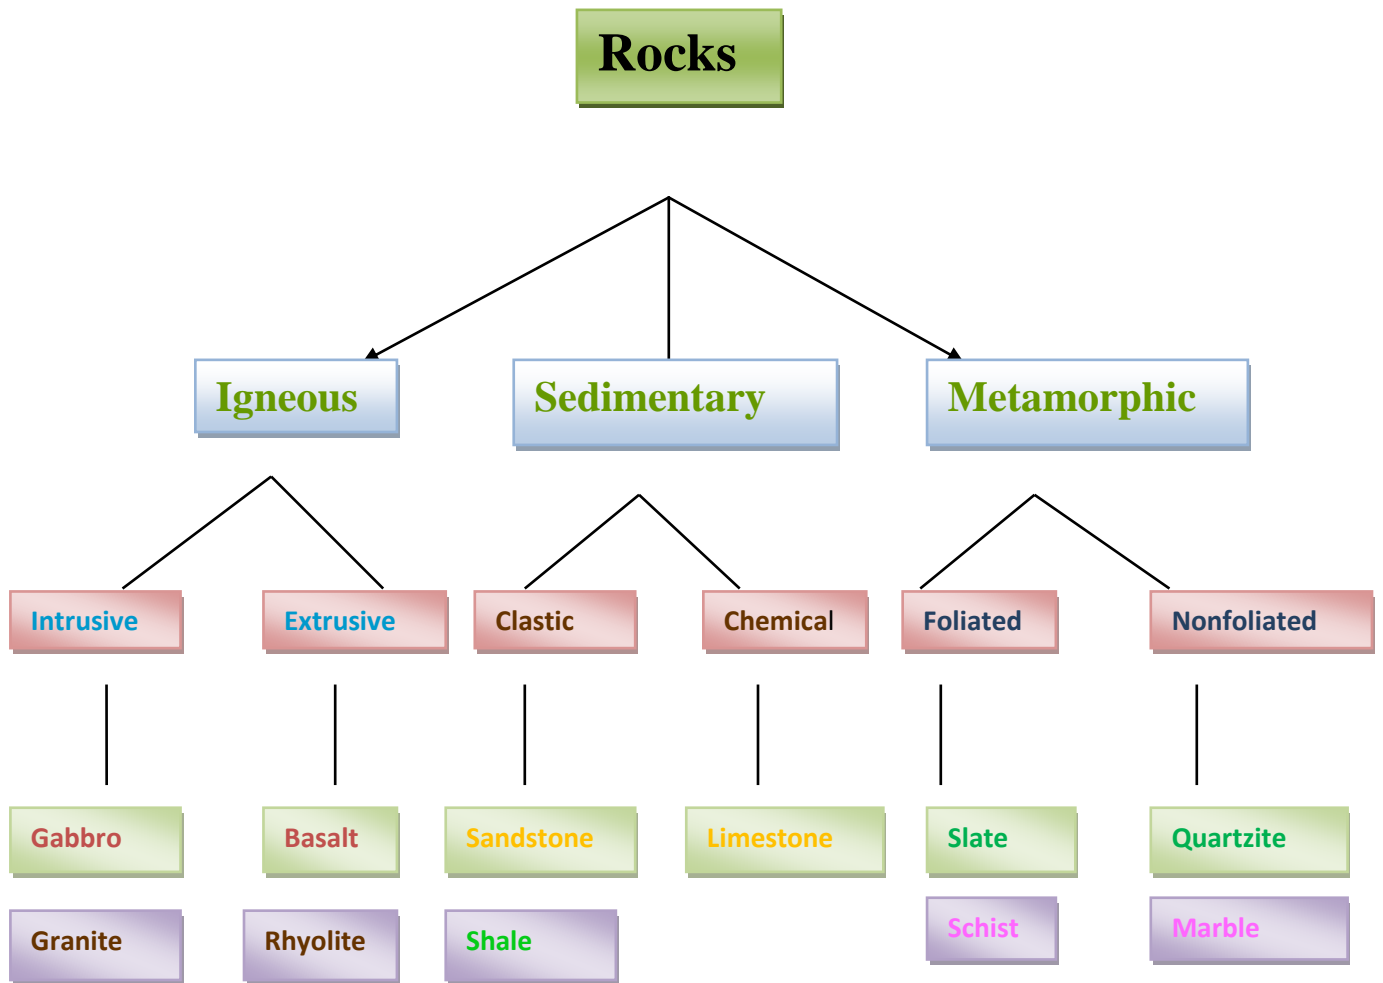 Rocks
Igneous
Sedimentary
Metamorphic
Intrusive
Extrusive
Clastic
Chemical
Foliated
Nonfoliated
Gabbro
Basalt
Sandstone
Limestone
Slate
Quartzite
Granite
Rhyolite
Shale
Schist
Marble